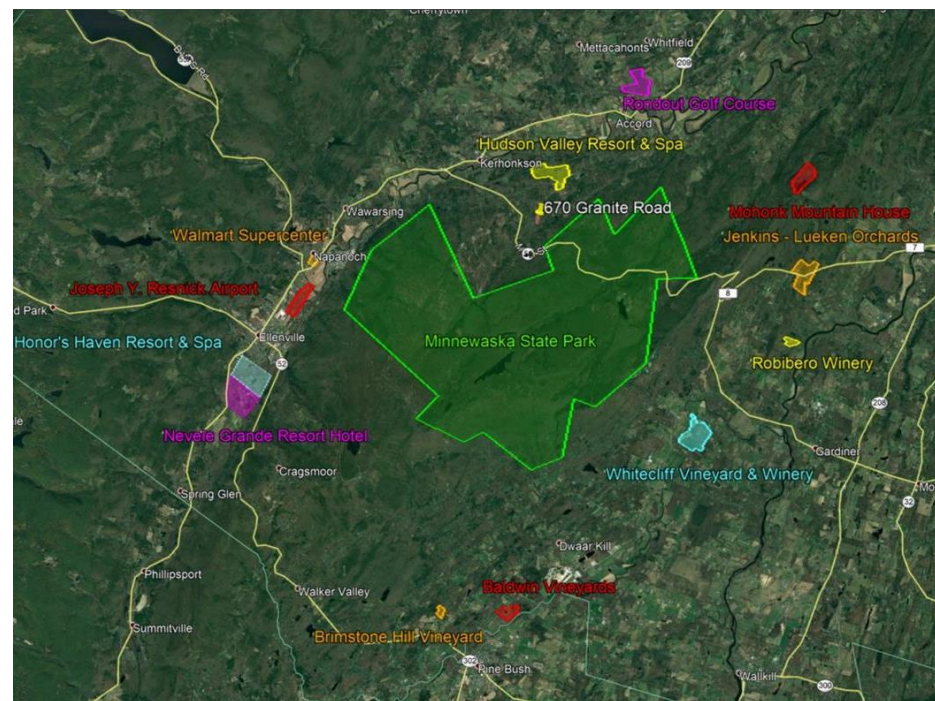 Cherrytown
Mettacahonts
Whitfield
209
Rondout Golf Course
Accord
Hudson Valley Resort & Spa
Kerhonkson
Mohonk Mountain House
670 Granite Road
Wawarsing
Jenkins - Lueken Orchards
Walmart Supercenter
7
Napanoch
Joseph Y. Resnick Airport
8
d Park
Honor's Haven Resort & Spa
Ellenville
Minnewaska State Park
52
Robibero Winery
208
Nevele Grande Resort Hotel
Gardiner
Cragsmoor
Whitecliff Vineyard & Winery
Mo
Spring Glen
32
Dwaar Kill
Phillipsport
Baldwin Vineyards
Walker Valley
Summitville
Brimstone Hill Vineyard
302
Pine Bush
Wallkill
300